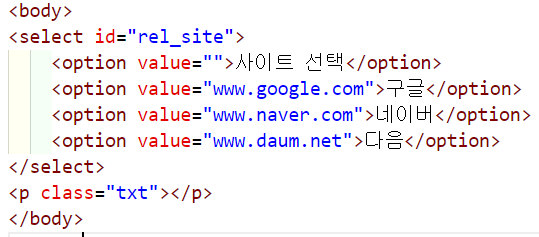 <body>
<select id="rel_site">
<option value="">사이트 선택</option>
<option value="www.google.com">구글</option>
<option value="www.naver.com">네이버</option>
<option value="www.daum.net">다음</option>
</select>
<p class="txt"></p>
</body>